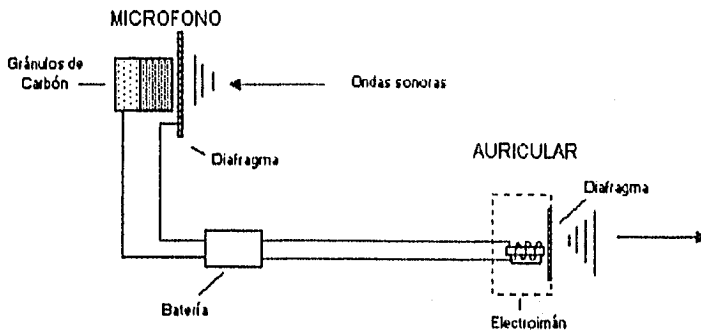 MICROFONO
Gránulos de
Carbón
Ondas sonoras
Diafragma
AURICULAR
Diafragma
Batería
Electroimán